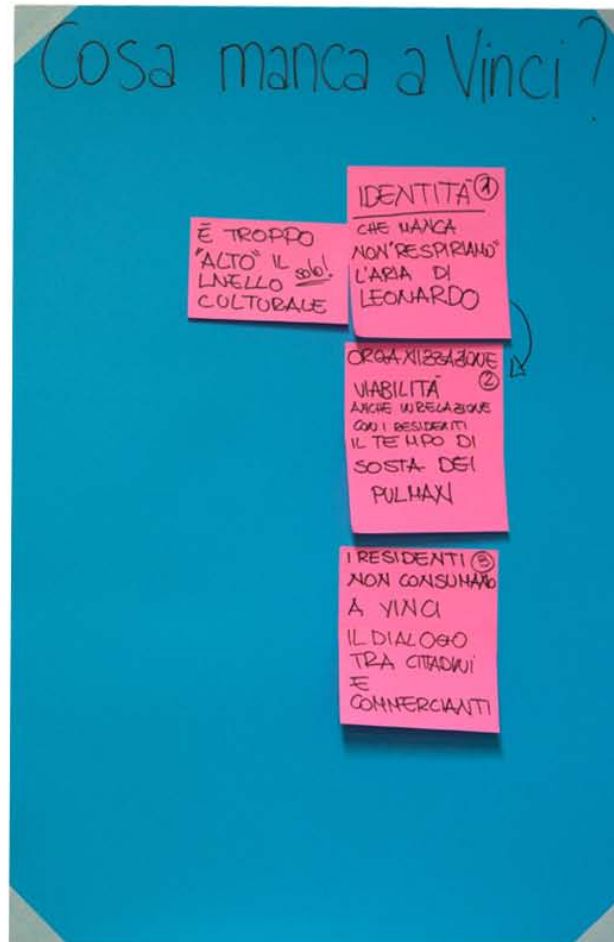 Cosa manca a Vinci?
È TROPPO
"ALTO" IL solo!
LIVELLO
CULTURALE
IDENTITÀ 1
CHE MANCA
NON "RESPIRIAMO"
L'ARIA DI
LEONARDO
ORGANIZZAZIONE
VIABILITÀ 2
ANCHE IN RELAZIONE
CON I RESIDENTI
IL TEMPO DI
SOSTA DEI
PULMAN
I RESIDENTI 3
NON CONSUMANO
A VINCI
IL DIALOGO
TRA CITTADINI
E
COMMERCIANTI